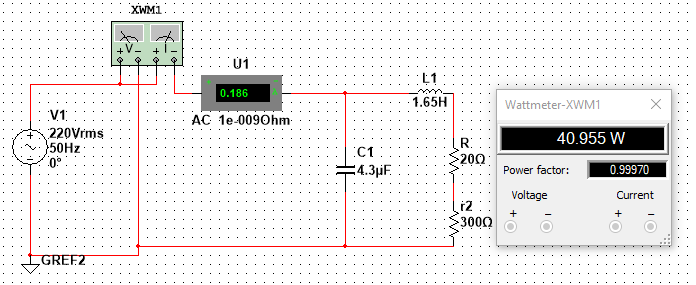 XWM1
V I
U1
0.186
AC 1e-009Ohm
V1
220Vrms
50Hz
0°
L1
1.65H
C1
4.3µF
R
20Ω
r2
300Ω
GREF2
Wattmeter-XWM1
40.955 W
Power factor: 0.99970
Voltage Current
+ − + −